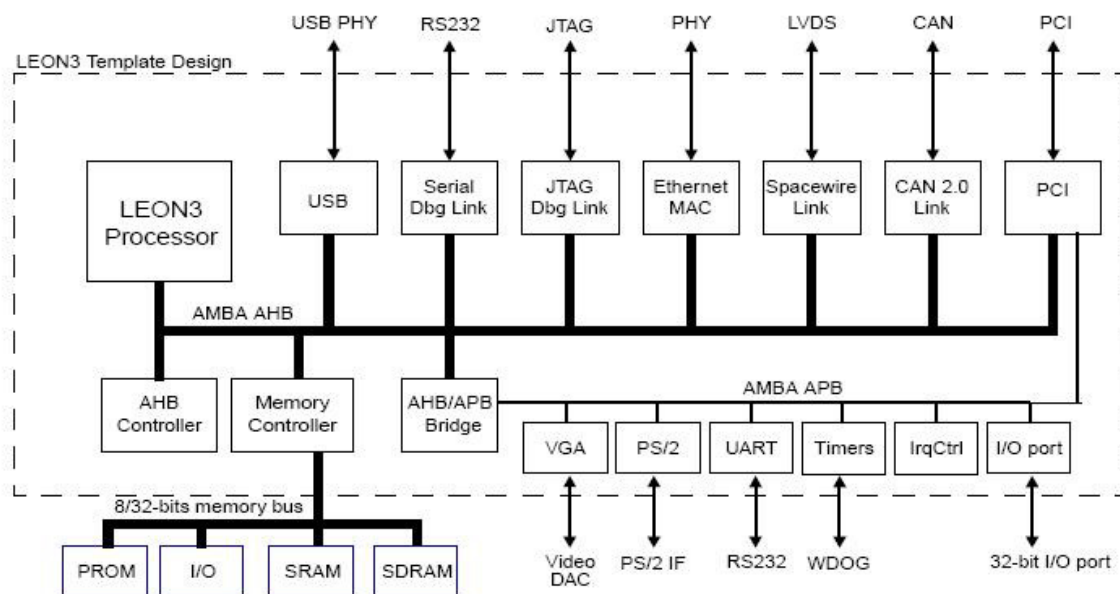 USB PHY
RS232
JTAG
PHY
LVDS
CAN
PCI
LEON3 Template Design
LEON3
Processor
USB
Serial
Dbg Link
JTAG
Dbg Link
Ethernet
MAC
Spacewire
Link
CAN 2.0
Link
PCI
AMBA AHB
AHB
Controller
Memory
Controller
AHB/APB
Bridge
AMBA APB
VGA
PS/2
UART
Timers
IrqCtrl
I/O port
8/32-bits memory bus
PROM
I/O
SRAM
SDRAM
Video
DAC
PS/2 IF
RS232
WDOG
32-bit I/O port